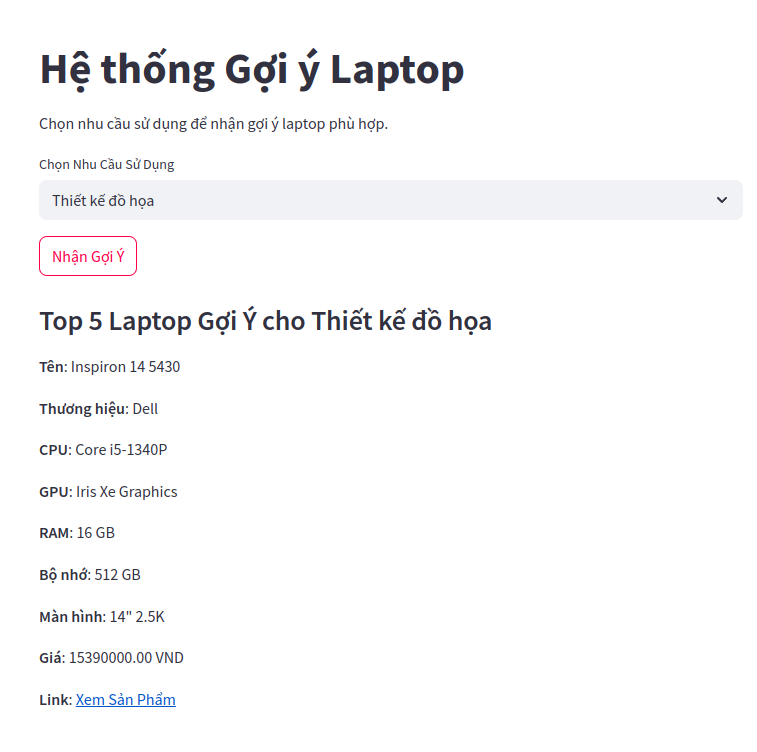 Hệ thống Gợi ý Laptop
Chọn nhu cầu sử dụng để nhận gợi ý laptop phù hợp.
Chọn Nhu Cầu Sử Dụng
Thiết kế đồ họa
Nhận Gợi Ý
Top 5 Laptop Gợi Ý cho Thiết kế đồ họa
Tên: Inspiron 14 5430
Thương hiệu: Dell
CPU: Core i5-1340P
GPU: Iris Xe Graphics
RAM: 16 GB
Bộ nhớ: 512 GB
Màn hình: 14" 2.5K
Giá: 15390000.00 VND
Link: Xem Sản Phẩm